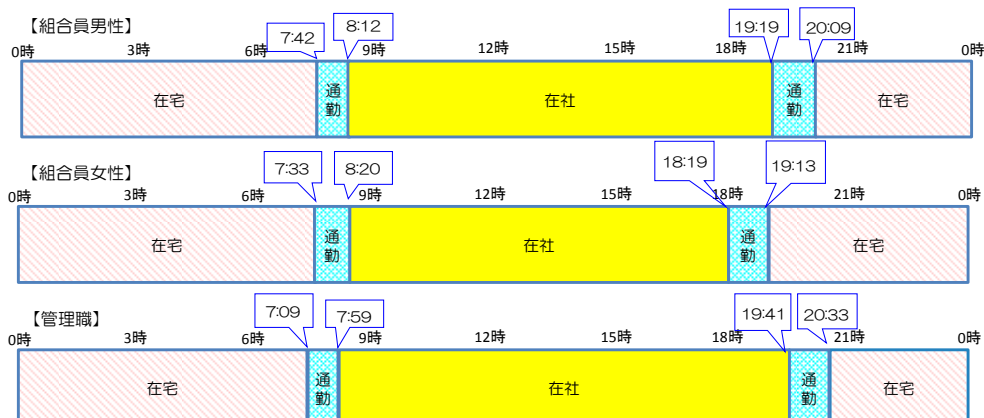 【組合員男性】
7:42 8:12 19:19 20:09
0時 3時 6時 9時 12時 15時 18時 21時 0時
在宅 通勤 在社 通勤 在宅
【組合員女性】
7:33 8:20 18:19 19:13
0時 3時 6時 9時 12時 15時 18時 21時 0時
在宅 通勤 在社 通勤 在宅
【管理職】
7:09 7:59 19:41 20:33
0時 3時 6時 9時 12時 15時 18時 21時 0時
在宅 通勤 在社 通勤 在宅